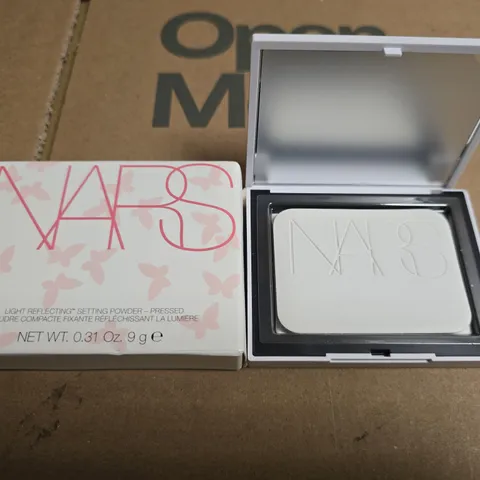 Open
M
NARS
LIGHT REFLECTING™ SETTING POWDER – PRESSED
POUDRE COMPACTE FIXANTE RÉFLÉCHISSANT LA LUMIÈRE
NET WT. 0.31 Oz. 9 g ℮
NARS